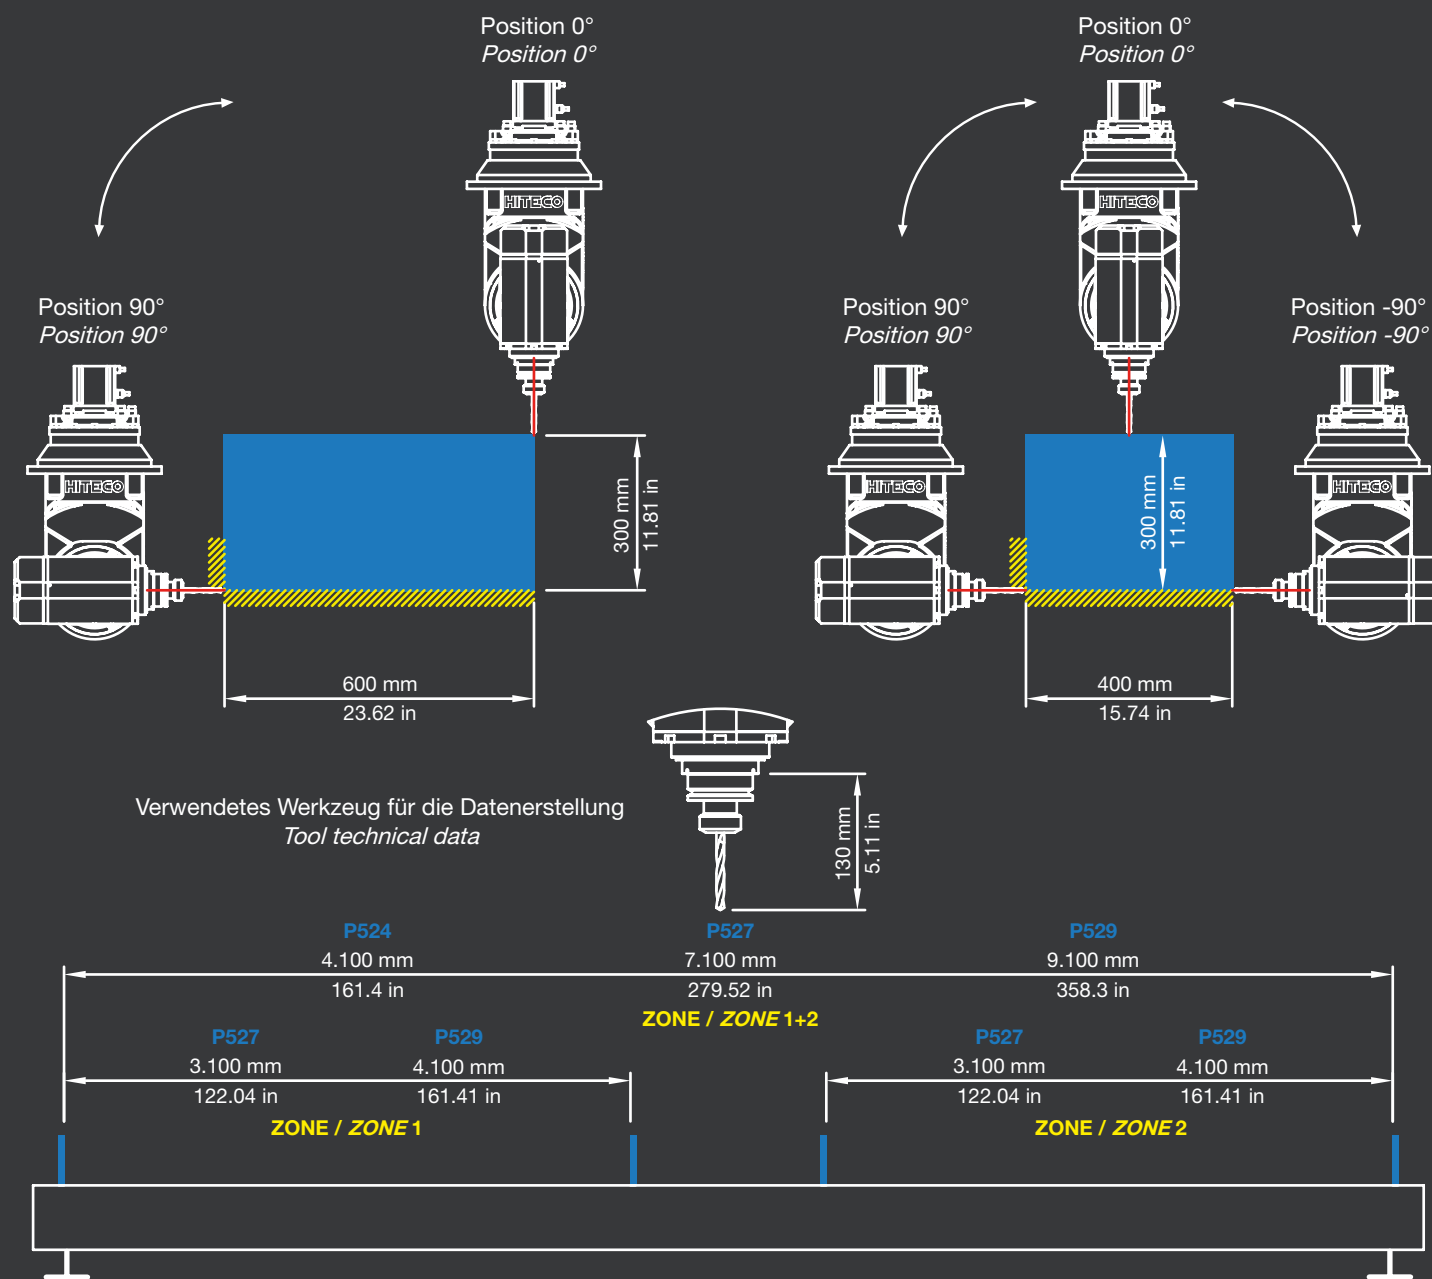 Position 0°
Position 0°
Position 0°
Position 0°
HITECO
HITECO
Position 90°
Position 90°
Position 90°
Position 90°
Position -90°
Position -90°
HITECO
HITECO
HITECO
300 mm
11.81 in
300 mm
11.81 in
600 mm
23.62 in
400 mm
15.74 in
Verwendetes Werkzeug für die Datenerstellung
Tool technical data
130 mm
5.11 in
P524
4.100 mm
161.4 in
P527
7.100 mm
279.52 in
P529
9.100 mm
358.3 in
ZONE / ZONE 1+2
P527
3.100 mm
122.04 in
P529
4.100 mm
161.41 in
ZONE / ZONE 1
P527
3.100 mm
122.04 in
P529
4.100 mm
161.41 in
ZONE / ZONE 2